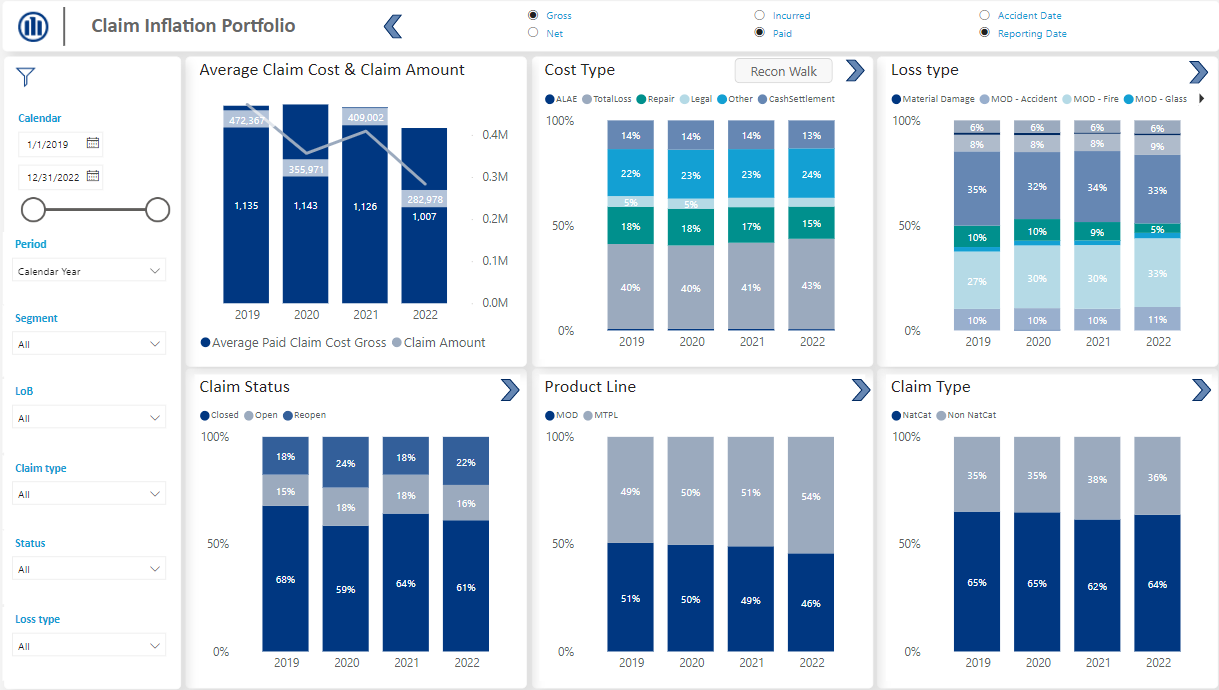 Claim Inflation Portfolio
Gross
Net
Incurred
Paid
Accident Date
Reporting Date
Calendar
1/1/2019
12/31/2022
Period
Calendar Year
Segment
All
LoB
All
Claim type
All
Status
All
Loss type
All
Average Claim Cost & Claim Amount
472,367
355,971
409,002
282,978
1,135
1,143
1,126
1,007
0.4M
0.3M
0.2M
0.1M
0.0M
2019 2020 2021 2022
Average Paid Claim Cost Gross Claim Amount
Cost Type
Recon Walk
ALAE TotalLoss Repair Legal Other CashSettlement
100%
50%
0%
14% 14% 14% 13%
22% 23% 23% 24%
5% 5%
18% 18% 17% 15%
40% 40% 41% 43%
2019 2020 2021 2022
Loss type
Material Damage MOD - Accident MOD - Fire MOD - Glass
100%
50%
0%
6% 6% 6% 6%
8% 8% 8% 9%
35% 32% 34% 33%
10% 10% 9% 5%
27% 30% 30% 33%
10% 10% 10% 11%
2019 2020 2021 2022
Claim Status
Closed Open Reopen
100%
50%
0%
18% 24% 18% 22%
15% 18% 18% 16%
68% 59% 64% 61%
2019 2020 2021 2022
Product Line
MOD MTPL
100%
50%
0%
49% 50% 51% 54%
51% 50% 49% 46%
2019 2020 2021 2022
Claim Type
NatCat Non NatCat
100%
50%
0%
35% 35% 38% 36%
65% 65% 62% 64%
2019 2020 2021 2022